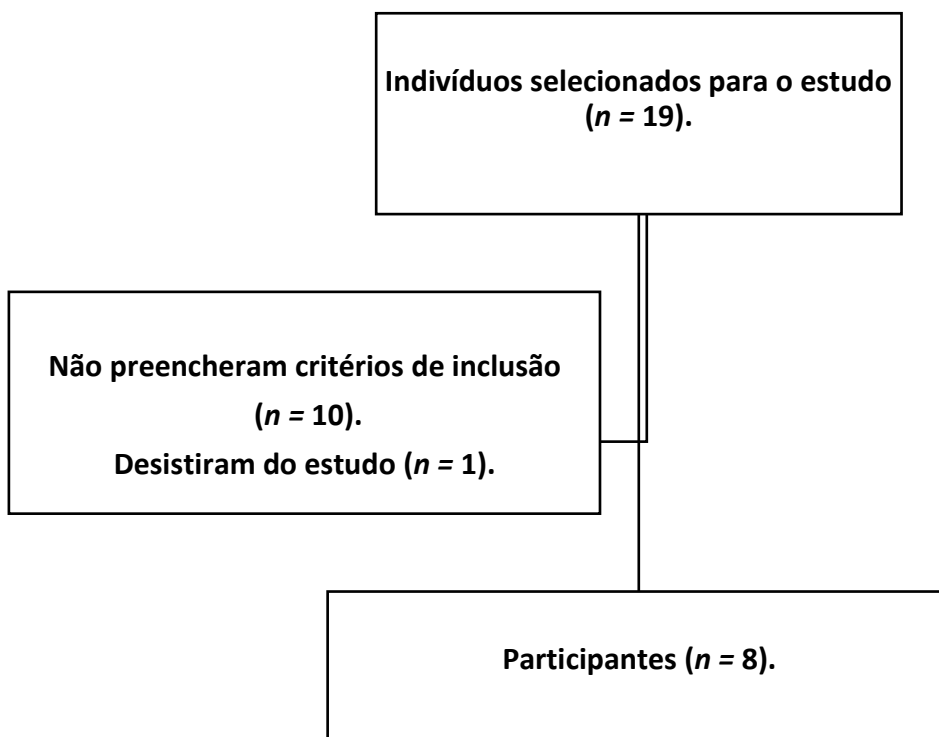 Indivíduos selecionados para o estudo
(n = 19).
Não preencheram critérios de inclusão
(n = 10).
Desistiram do estudo (n = 1).
Participantes (n = 8).